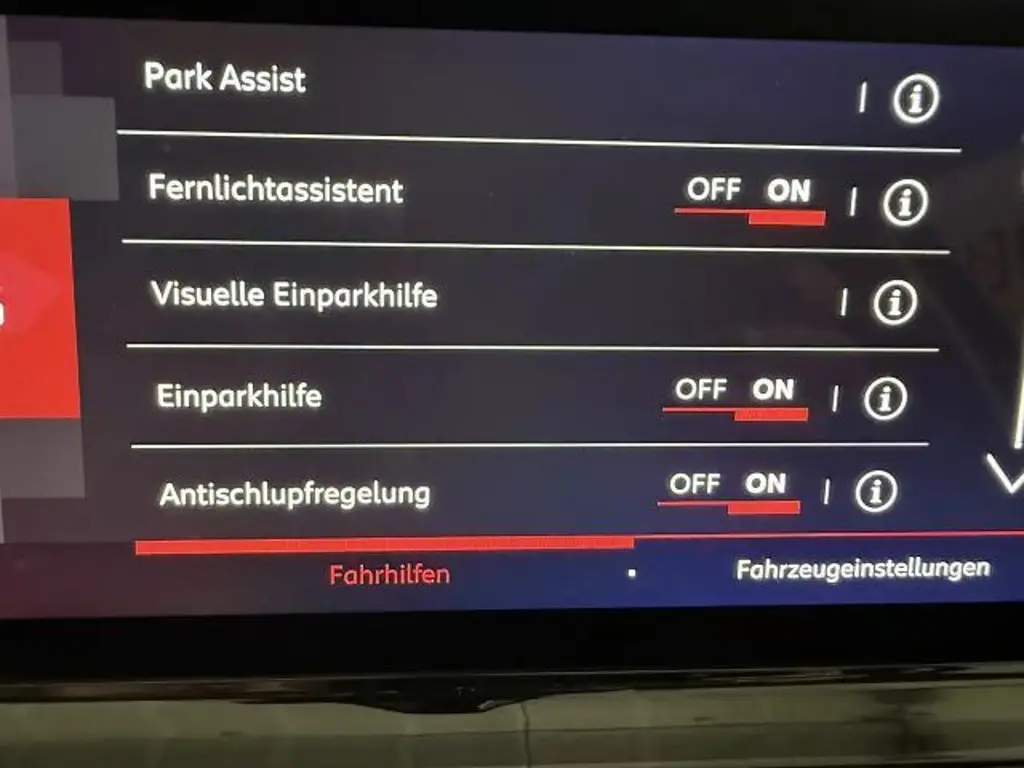 Park Assist
Fernlichtassistent OFF ON
Visuelle Einparkhilfe
Einparkhilfe OFF ON
Antischlupfregelung OFF ON
Fahrhilfen Fahrzeugeinstellungen